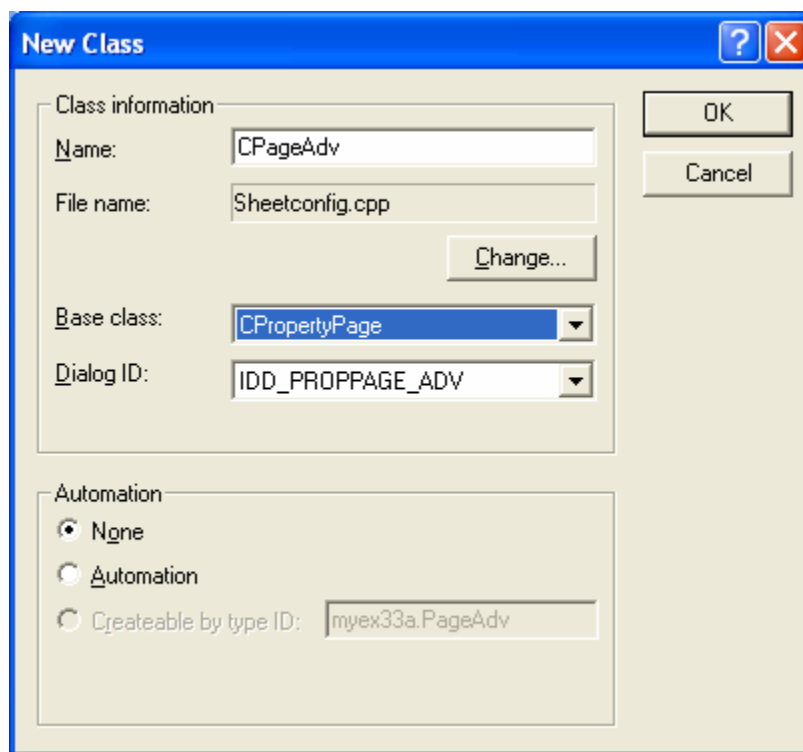 New Class
Class information
OK
Name: CPageAdv
Cancel
File name: Sheetconfig.cpp
Change...
Base class: CPropertyPage
Dialog ID: IDD_PROPPAGE_ADV
Automation
None
Automation
Createable by type ID: myex33a.PageAdv